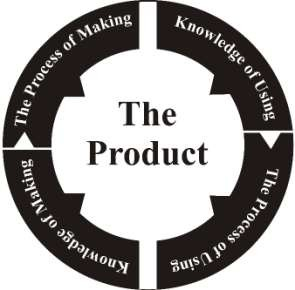 The Process of Making
Knowledge of Using
The
Product
Knowledge of Making
The Process of Using